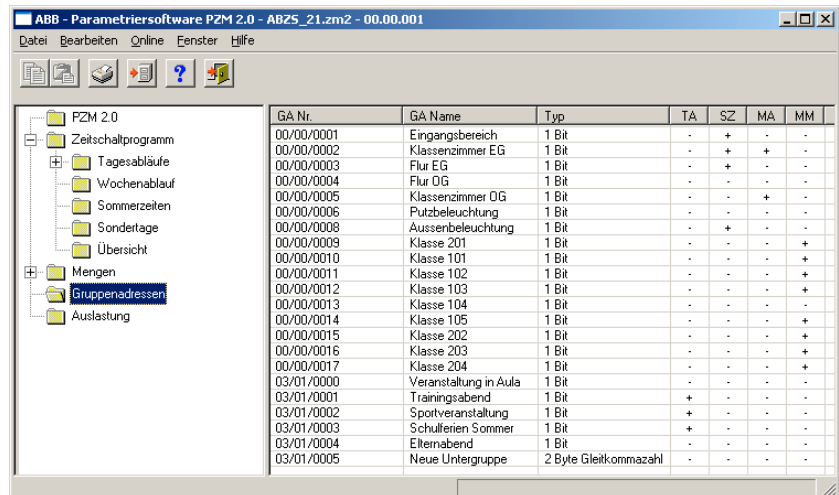 ABB - Parametriersoftware PZM 2.0 - ABZS_21.zm2 - 00.00.001
Datei Bearbeiten Online Fenster Hilfe
PZM 2.0
Zeitschaltprogramm
Tagesabläufe
Wochenablauf
Sommerzeiten
Sondertage
Übersicht
Mengen
Gruppenadressen
Auslastung
GA Nr. GA Name Typ TA SZ MA MM
00/00/0001 Eingangsbereich 1 Bit - + - -
00/00/0002 Klassenzimmer EG 1 Bit - + + -
00/00/0003 Flur EG 1 Bit - + - -
00/00/0004 Flur OG 1 Bit - - - -
00/00/0005 Klassenzimmer OG 1 Bit - - + -
00/00/0006 Putzbeleuchtung 1 Bit - - - -
00/00/0008 Aussenbeleuchtung 1 Bit - + - -
00/00/0009 Klasse 201 1 Bit - - - +
00/00/0010 Klasse 101 1 Bit - - - +
00/00/0011 Klasse 102 1 Bit - - - +
00/00/0012 Klasse 103 1 Bit - - - +
00/00/0013 Klasse 104 1 Bit - - - -
00/00/0014 Klasse 105 1 Bit - - - +
00/00/0015 Klasse 202 1 Bit - - - +
00/00/0016 Klasse 203 1 Bit - - - +
00/00/0017 Klasse 204 1 Bit - - - +
03/01/0000 Veranstaltung in Aula 1 Bit - - - -
03/01/0001 Trainingsabend 1 Bit + - - -
03/01/0002 Sportveranstaltung 1 Bit + - - -
03/01/0003 Schulferien Sommer 1 Bit + - - -
03/01/0004 Elternabend 1 Bit - - - -
03/01/0005 Neue Untergruppe 2 Byte Gleitkommazahl - - - -